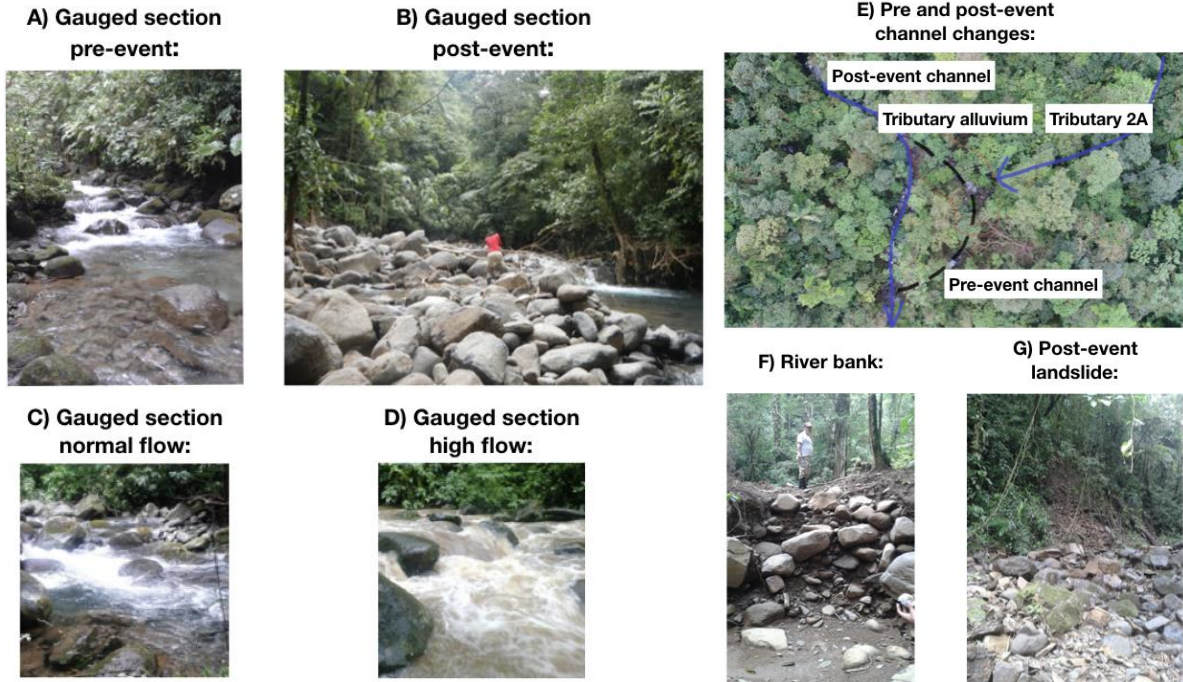 A) Gauged section
pre-event:
B) Gauged section
post-event:
E) Pre and post-event
channel changes:
Post-event channel
Tributary alluvium
Tributary 2A
Pre-event channel
C) Gauged section
normal flow:
D) Gauged section
high flow:
F) River bank:
G) Post-event
landslide: